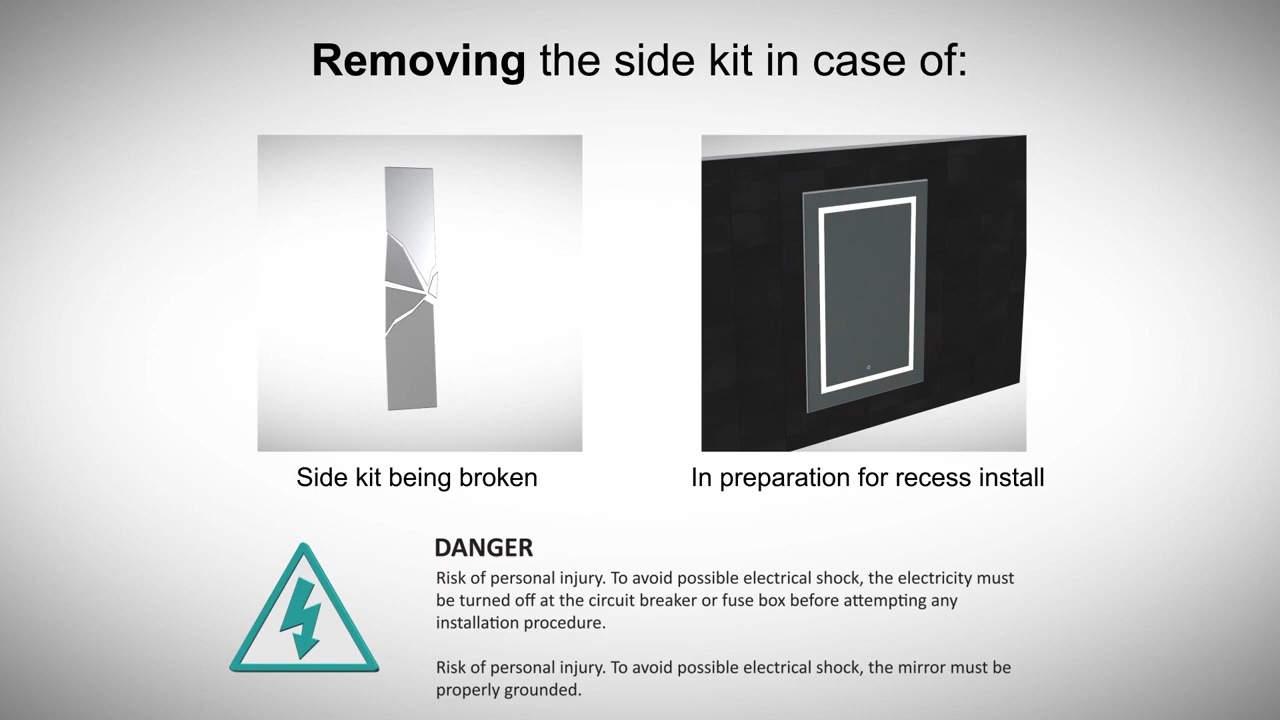 Removing the side kit in case of:
Side kit being broken
In preparation for recess install
DANGER
Risk of personal injury. To avoid possible electrical shock, the electricity must
be turned off at the circuit breaker or fuse box before attempting any
installation procedure.
Risk of personal injury. To avoid possible electrical shock, the mirror must be
properly grounded.